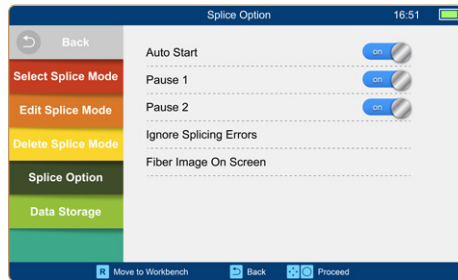 Splice Option
16:51
Back
Select Splice Mode
Edit Splice Mode
Delete Splice Mode
Splice Option
Data Storage
Auto Start
on
Pause 1
on
Pause 2
on
Ignore Splicing Errors
Fiber Image On Screen
R Move to Workbench
Back
Proceed